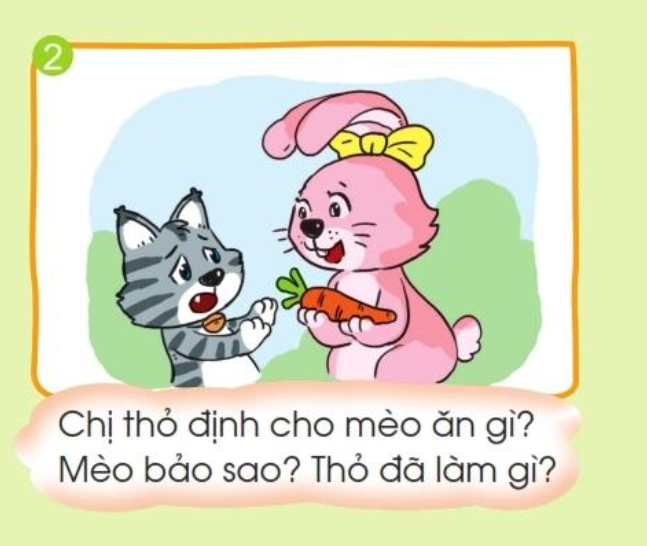 2
Chị thỏ định cho mèo ăn gì?
Mèo bảo sao? Thỏ đã làm gì?